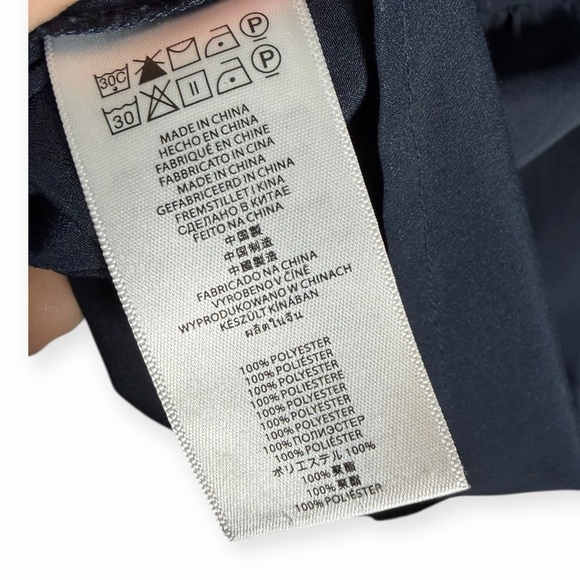 30C P
30 P
MADE IN CHINA
HECHO EN CHINA
FABRIQUÉ EN CHINE
FABBRICATO IN CINA
MADE IN CHINA
GEFABRICEERD IN CHINA
FREMSTILLET I KINA
СДЕЛАНО В КИТАЕ
FEITO NA CHINA
中国製
中国制造
中國製造
FABRICADO NA CHINA
VYROBENO V ČÍNĚ
WYPRODUKOWANO W CHINACH
KÉSZÜLT KÍNÁBAN
ผลิตในจีน
100% POLYESTER
100% POLIÉSTER
100% POLYESTER
100% POLIESTERE
100% POLYESTER
100% POLYESTER
100% POLYESTER
100% ПОЛИЭСТЕР
100% POLIÉSTER
ポリエステル 100%
100% 聚酯
100% 聚酯
100% POLIÉSTER